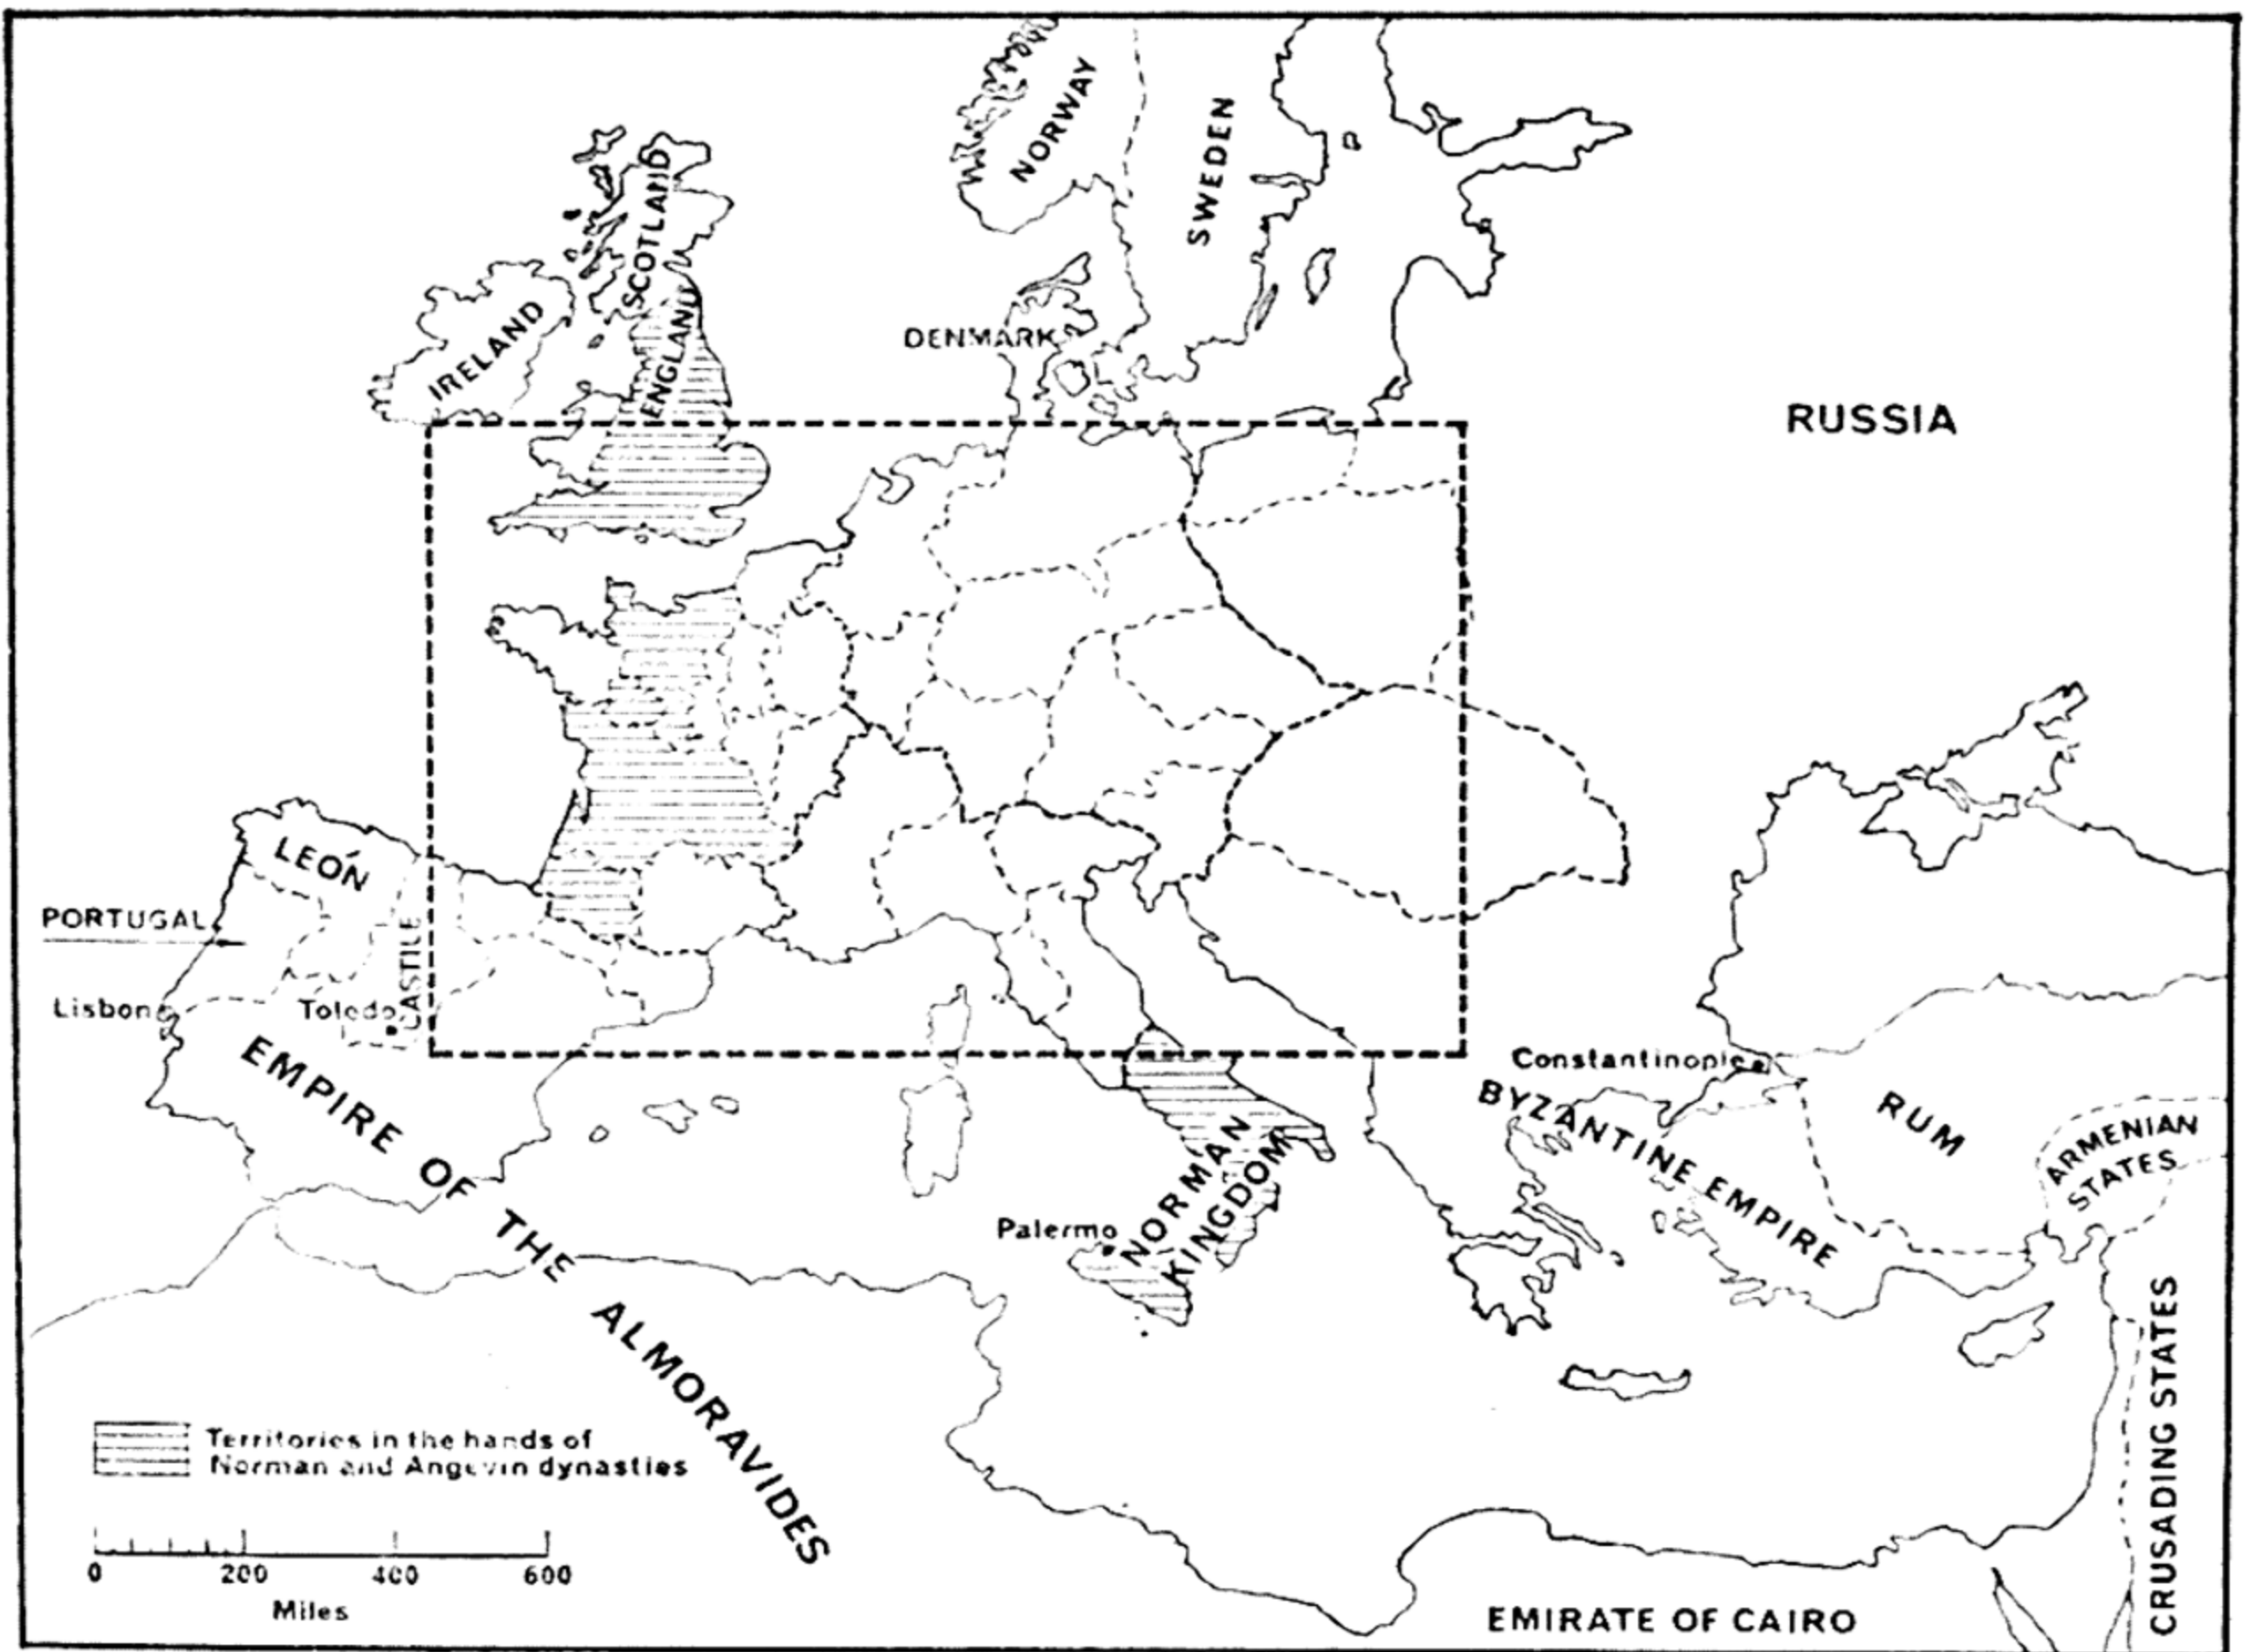 NORWAY
SWEDEN
SCOTLAND
IRELAND
ENGLAND
DENMARK
RUSSIA
LEÓN
PORTUGAL
CASTILE
Lisbon
Toledo
EMPIRE OF THE ALMORAVIDES
Constantinople
BYZANTINE EMPIRE
RUM
ARMENIAN
STATES
Palermo
NORMAN
KINGDOM
CRUSADING STATES
Territories in the hands of
Norman and Angevin dynasties
0 200 400 600
Miles
EMIRATE OF CAIRO